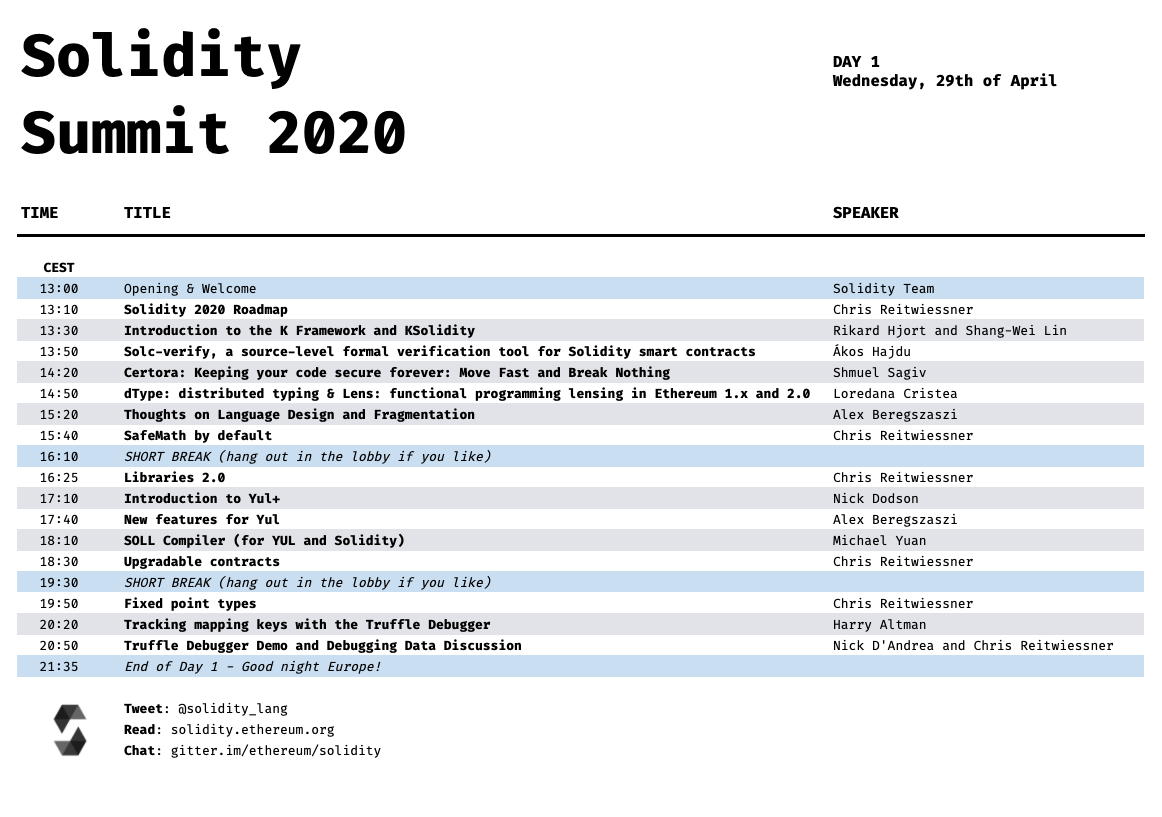 Solidity
Summit 2020
DAY 1
Wednesday, 29th of April
TIME TITLE SPEAKER
CEST
13:00 Opening & Welcome Solidity Team
13:10 Solidity 2020 Roadmap Chris Reitwiessner
13:30 Introduction to the K Framework and KSolidity Rikard Hjort and Shang-Wei Lin
13:50 Solc-verify, a source-level formal verification tool for Solidity smart contracts Ákos Hajdu
14:20 Certora: Keeping your code secure forever: Move Fast and Break Nothing Shmuel Sagiv
14:50 dType: distributed typing & Lens: functional programming lensing in Ethereum 1.x and 2.0 Loredana Cristea
15:20 Thoughts on Language Design and Fragmentation Alex Beregszaszi
15:40 SafeMath by default Chris Reitwiessner
16:10 SHORT BREAK (hang out in the lobby if you like)
16:25 Libraries 2.0 Chris Reitwiessner
17:10 Introduction to Yul+ Nick Dodson
17:40 New features for Yul Alex Beregszaszi
18:10 SOLL Compiler (for YUL and Solidity) Michael Yuan
18:30 Upgradable contracts Chris Reitwiessner
19:30 SHORT BREAK (hang out in the lobby if you like)
19:50 Fixed point types Chris Reitwiessner
20:20 Tracking mapping keys with the Truffle Debugger Harry Altman
20:50 Truffle Debugger Demo and Debugging Data Discussion Nick D'Andrea and Chris Reitwiessner
21:35 End of Day 1 - Good night Europe!
Tweet: @solidity_lang
Read: solidity.ethereum.org
Chat: gitter.im/ethereum/solidity